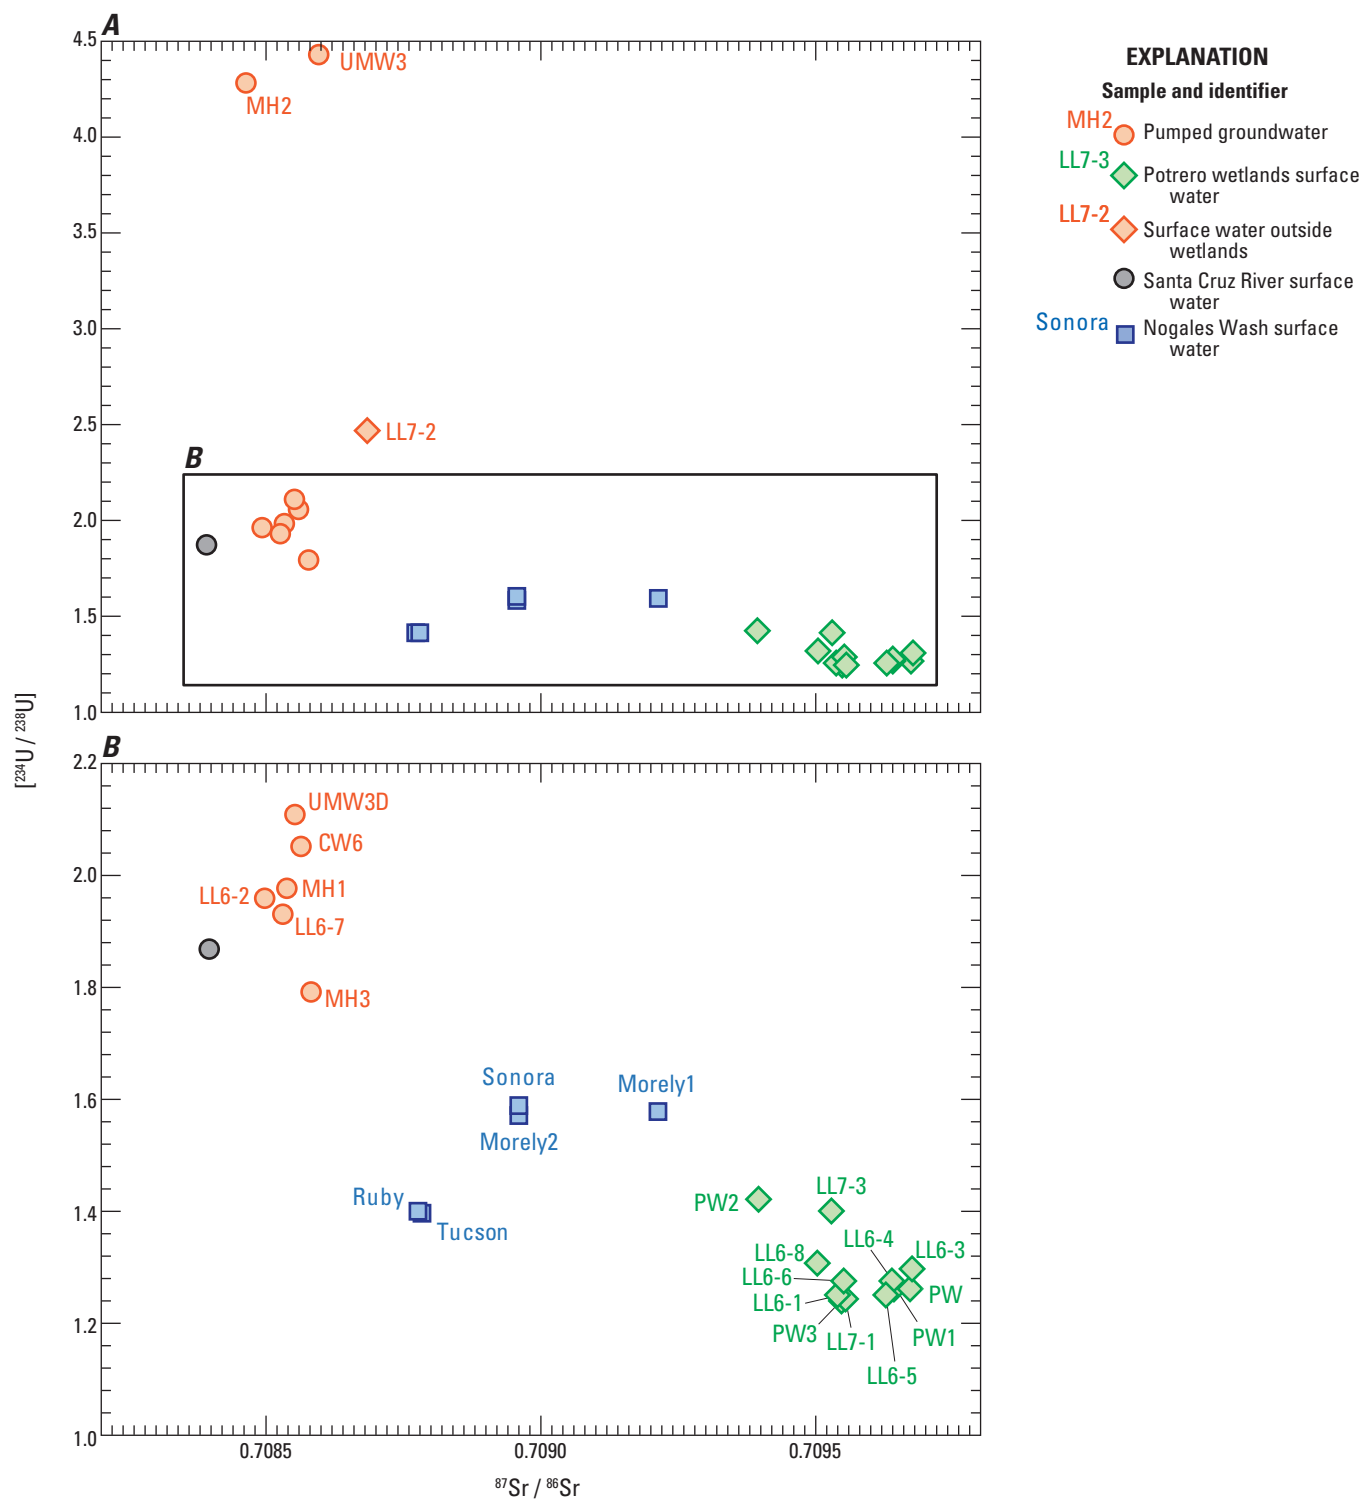 A
4.5
4.0
3.5
3.0
2.5
2.0
1.5
1.0
UMW3
MH2
LL7-2
B
EXPLANATION
Sample and identifier
MH2
Pumped groundwater
LL7-3
Potrero wetlands surface
water
LL7-2
Surface water outside
wetlands
Santa Cruz River surface
water
Sonora
Nogales Wash surface
water
[²³⁴U / ²³⁸U]
B
2.2
2.0
1.8
1.6
1.4
1.2
1.0
UMW3D
CW6
LL6-2
MH1
LL6-7
MH3
Sonora
Morely1
Morely2
Ruby
Tucson
PW2
LL7-3
LL6-4
LL6-8
LL6-3
LL6-6
PW
LL6-1
PW3
LL7-1
PW1
LL6-5
0.7085
0.7090
0.7095
⁸⁷Sr / ⁸⁶Sr